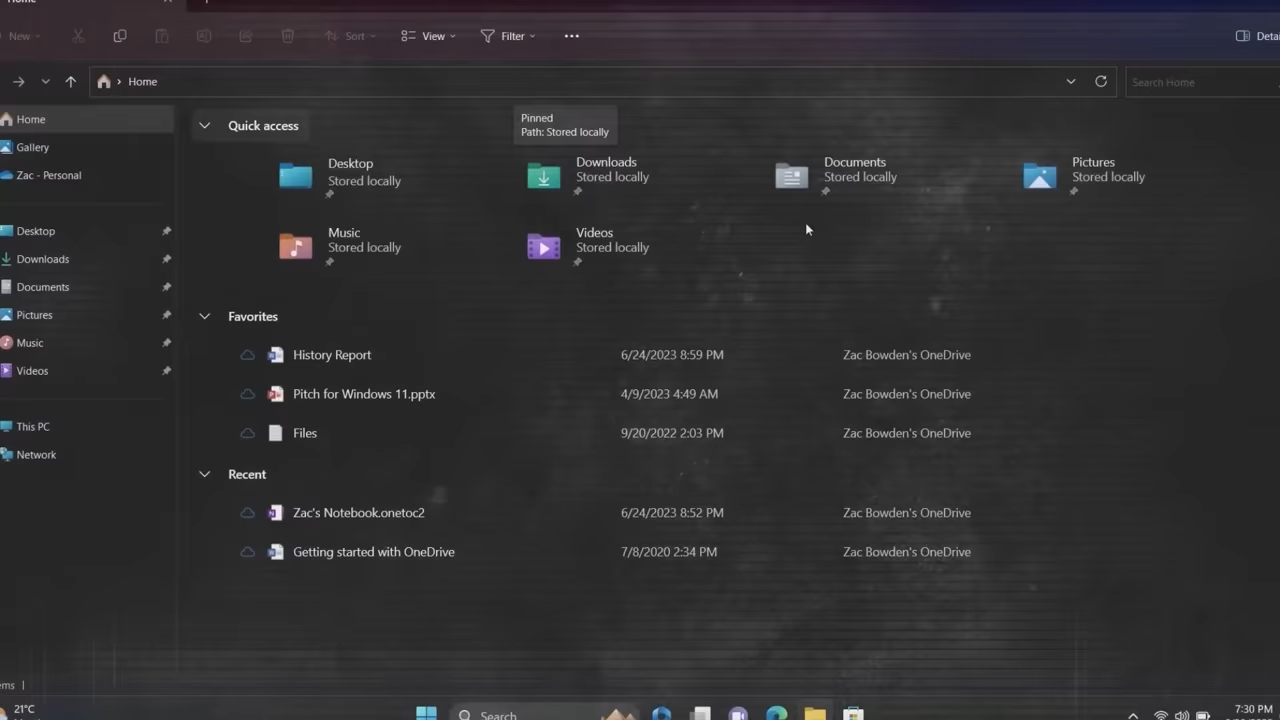 Home
New
Sort
View
Filter
Home
Search Home
Home
Gallery
Zac - Personal
Desktop
Downloads
Documents
Pictures
Music
Videos
This PC
Network
Quick access
Pinned
Path: Stored locally
Desktop
Stored locally
Downloads
Stored locally
Documents
Stored locally
Pictures
Stored locally
Music
Stored locally
Videos
Stored locally
Favorites
History Report 6/24/2023 8:59 PM Zac Bowden's OneDrive
Pitch for Windows 11.pptx 4/9/2023 4:49 AM Zac Bowden's OneDrive
Files 9/20/2022 2:03 PM Zac Bowden's OneDrive
Recent
Zac's Notebook.onetoc2 6/24/2023 8:52 PM Zac Bowden's OneDrive
Getting started with OneDrive 7/8/2020 2:34 PM Zac Bowden's OneDrive
21°C
Search
7:30 PM